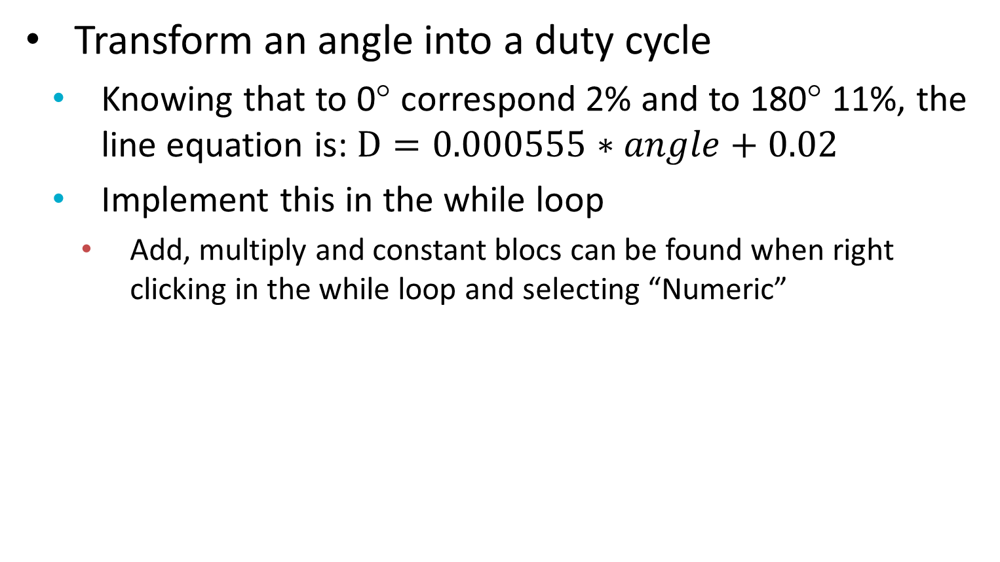 • Transform an angle into a duty cycle
• Knowing that to 0° correspond 2% and to 180° 11%, the
line equation is: D = 0.000555 ∗ angle + 0.02
• Implement this in the while loop
• Add, multiply and constant blocs can be found when right
clicking in the while loop and selecting “Numeric”